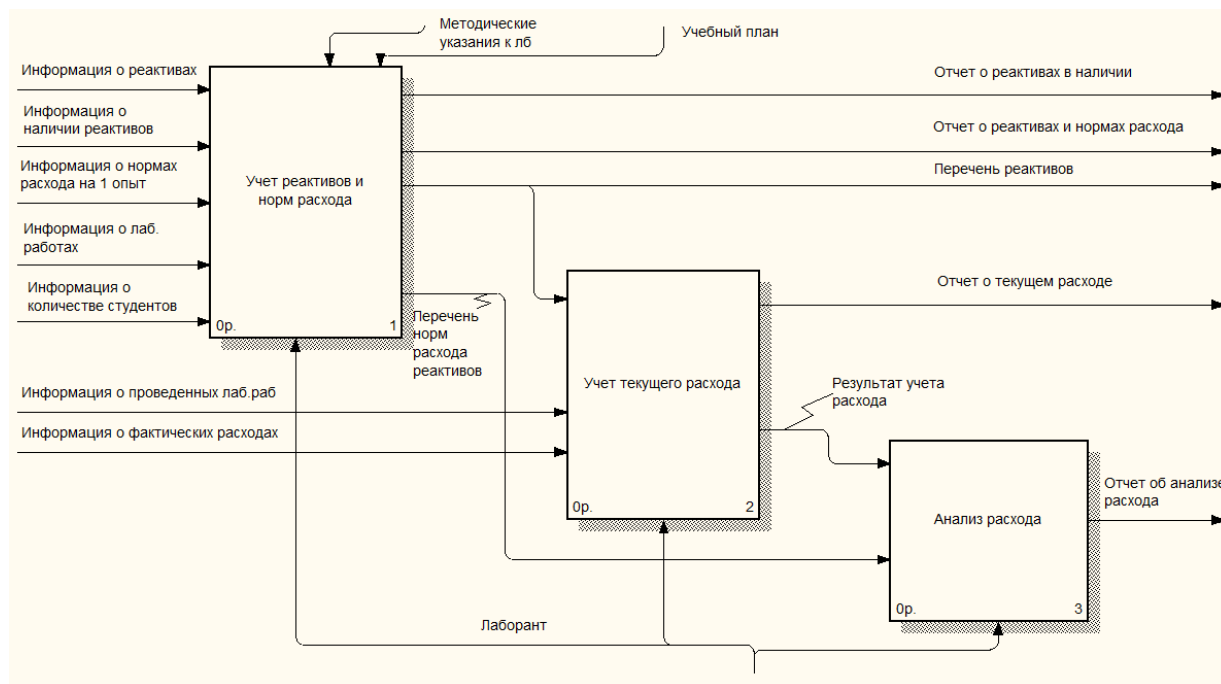 Методические
указания к лб
Учебный план
Информация о реактивах
Отчет о реактивах в наличии
Информация о
наличии реактивов
Отчет о реактивах и нормах расхода
Информация о нормах
расхода на 1 опыт
Учет реактивов и
норм расхода
Перечень реактивов
Информация о лаб.
работах
Информация о
количестве студентов
0р.
1
Перечень
норм
расхода
реактивов
Отчет о текущем расходе
Информация о проведенных лаб.раб
Учет текущего расхода
Результат учета
расхода
Информация о фактических расходах
0р.
2
Отчет об анализе
расхода
Анализ расхода
0р.
3
Лаборант